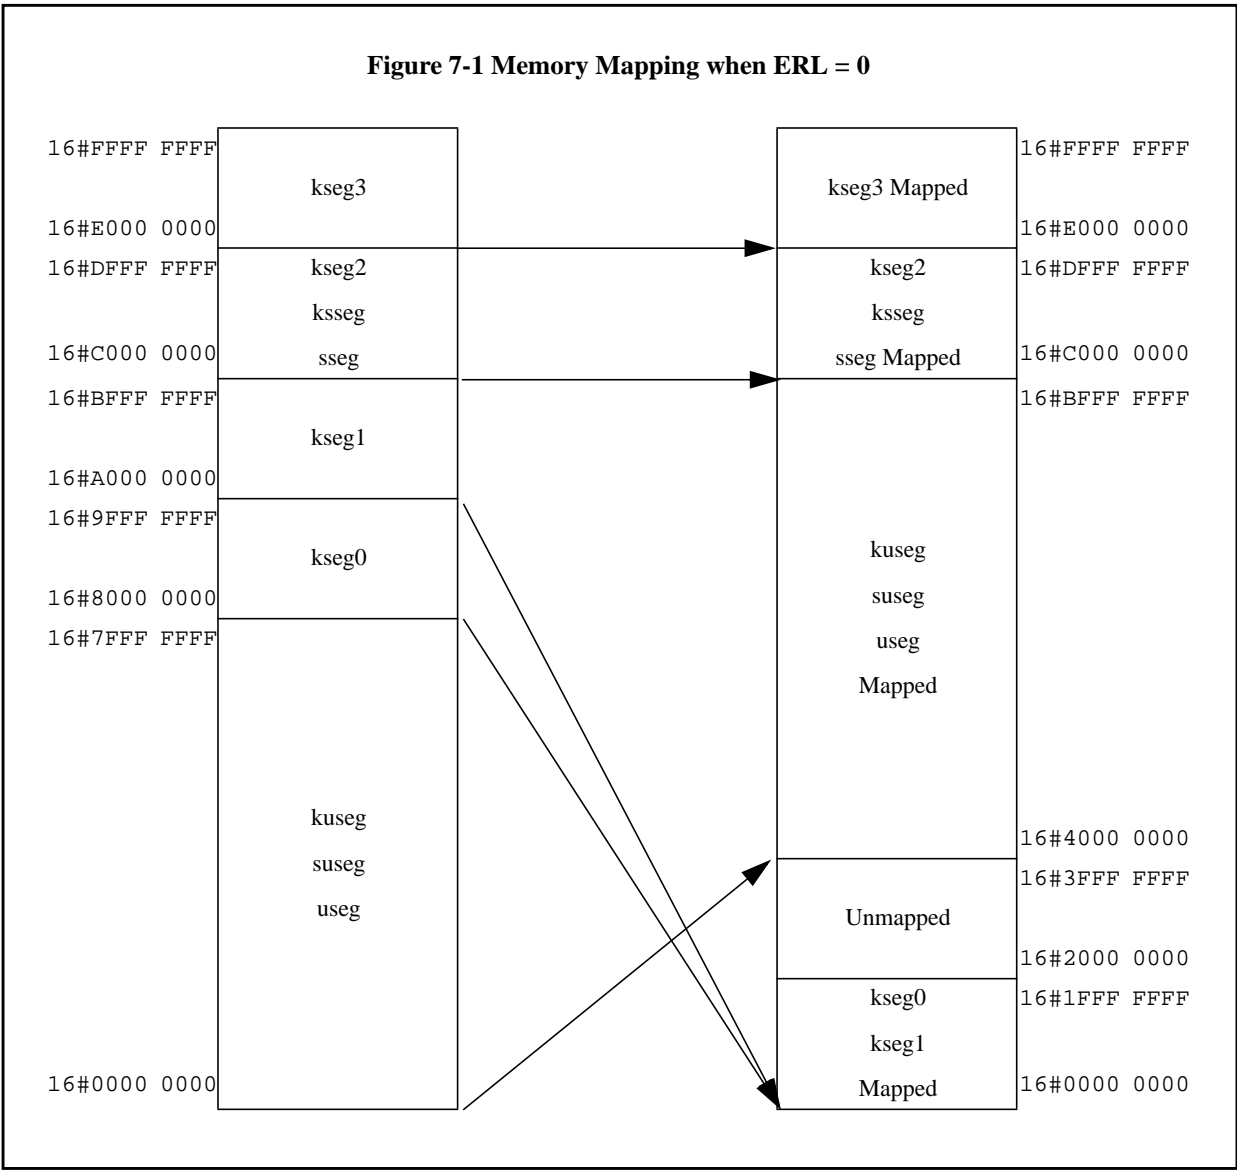 Figure 7-1 Memory Mapping when ERL = 0
16#FFFF FFFF
kseg3
16#E000 0000
16#DFFF FFFF
kseg2
ksseg
16#C000 0000
sseg
16#BFFF FFFF
kseg1
16#A000 0000
16#9FFF FFFF
kseg0
16#8000 0000
16#7FFF FFFF
kuseg
suseg
useg
16#0000 0000
16#FFFF FFFF
kseg3 Mapped
16#E000 0000
kseg2
16#DFFF FFFF
ksseg
sseg Mapped
16#C000 0000
16#BFFF FFFF
kuseg
suseg
useg
Mapped
16#4000 0000
16#3FFF FFFF
Unmapped
16#2000 0000
kseg0
16#1FFF FFFF
kseg1
Mapped
16#0000 0000